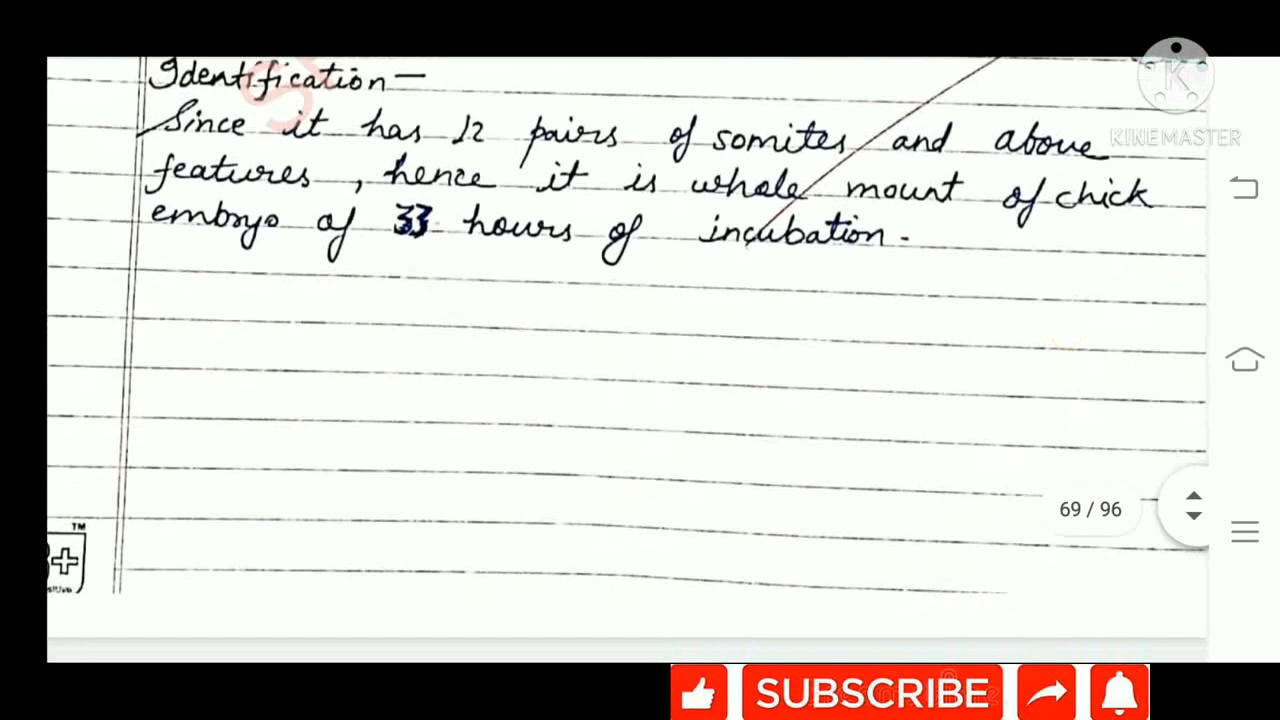 Identification—
Since it has 12 pairs of somites and above
features, hence it is whole mount of chick
embryo of 33 hours of incubation.
KINEMASTER
69 / 96
TM
SUBSCRIBE